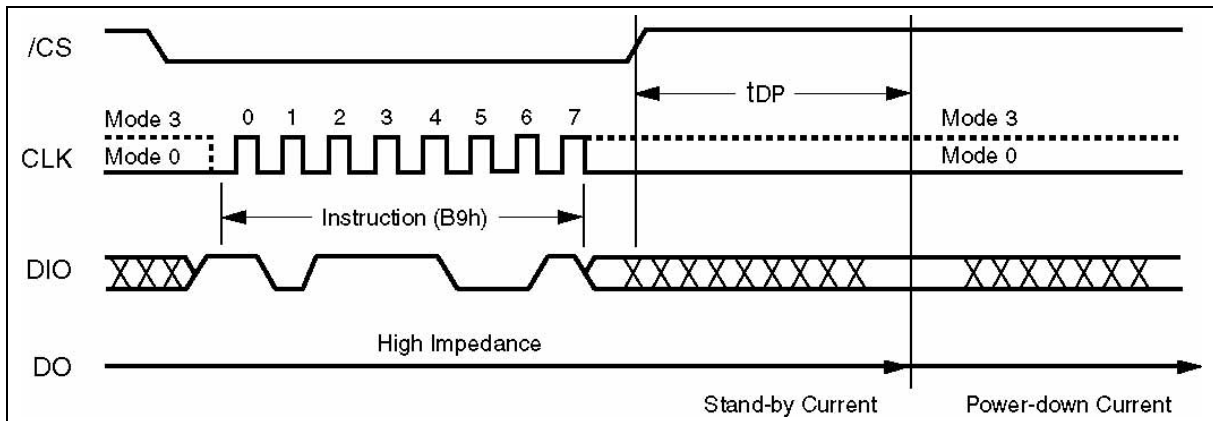 /CS
tDP
Mode 3
0 1 2 3 4 5 6 7
Mode 3
CLK
Mode 0
Mode 0
Instruction (B9h)
DIO
High Impedance
DO
Stand-by Current
Power-down Current